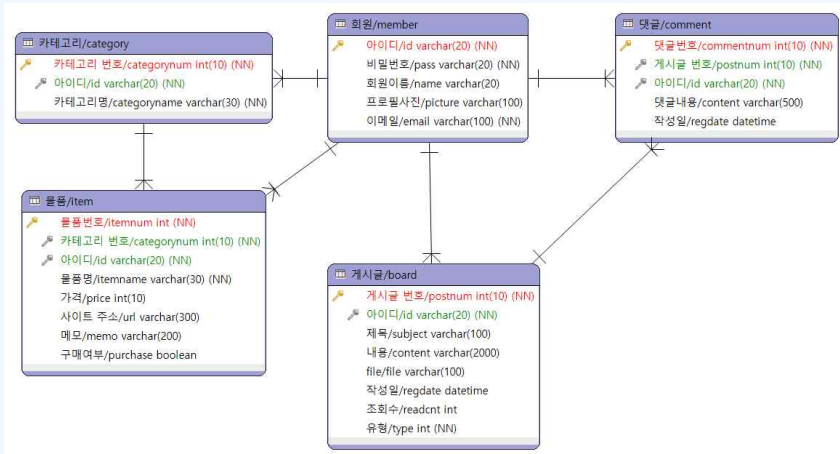 카테고리/category
카테고리 번호/categorynum int(10) (NN)
아이디/id varchar(20) (NN)
카테고리명/categoryname varchar(30) (NN)
회원/member
아이디/id varchar(20) (NN)
비밀번호/pass varchar(20) (NN)
회원이름/name varchar(20)
프로필사진/picture varchar(100)
이메일/email varchar(100) (NN)
댓글/comment
댓글번호/commentnum int(10) (NN)
게시글 번호/postnum int(10) (NN)
아이디/id varchar(20) (NN)
댓글내용/content varchar(500)
작성일/regdate datetime
물품/item
물품번호/itemnum int (NN)
카테고리 번호/categorynum int(10) (NN)
아이디/id varchar(20) (NN)
물품명/itemname varchar(30) (NN)
가격/price int(10)
사이트 주소/url varchar(300)
메모/memo varchar(200)
구매여부/purchase boolean
게시글/board
게시글 번호/postnum int(10) (NN)
아이디/id varchar(20) (NN)
제목/subject varchar(100)
내용/content varchar(2000)
file/file varchar(100)
작성일/regdate datetime
조회수/readcnt int
유형/type int (NN)